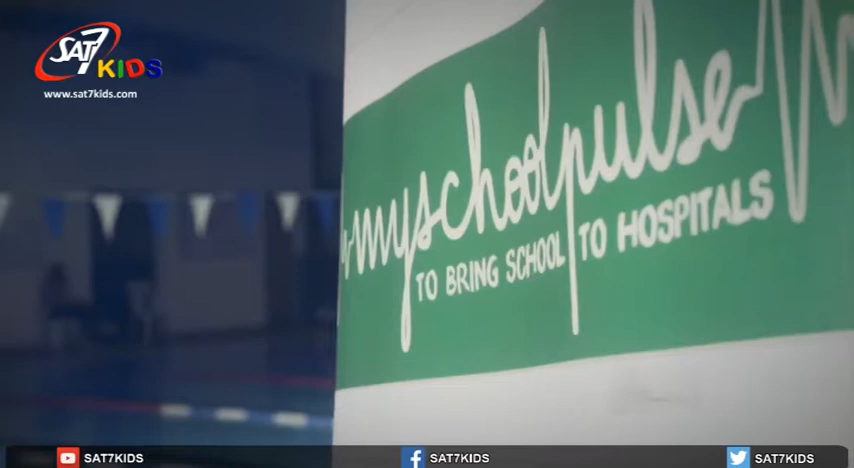 SAT7
KIDS
www.sat7kids.com
myschoolpulse
TO BRING SCHOOL TO HOSPITALS
SAT7KIDS
SAT7KIDS
SAT7KIDS